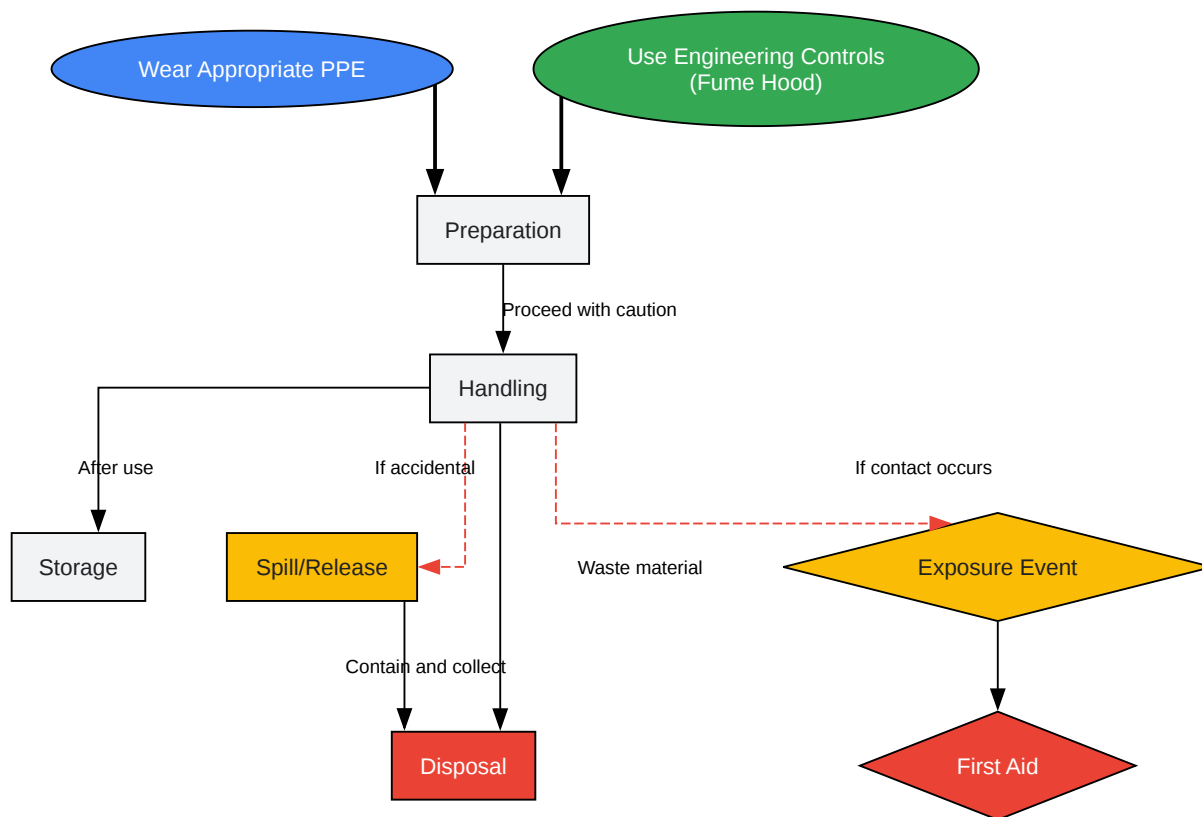 Wear Appropriate PPE
Use Engineering Controls
(Fume Hood)
Preparation
Proceed with caution
Handling
After use
If accidental
If contact occurs
Storage
Spill/Release
Waste material
Exposure Event
Contain and collect
Disposal
First Aid